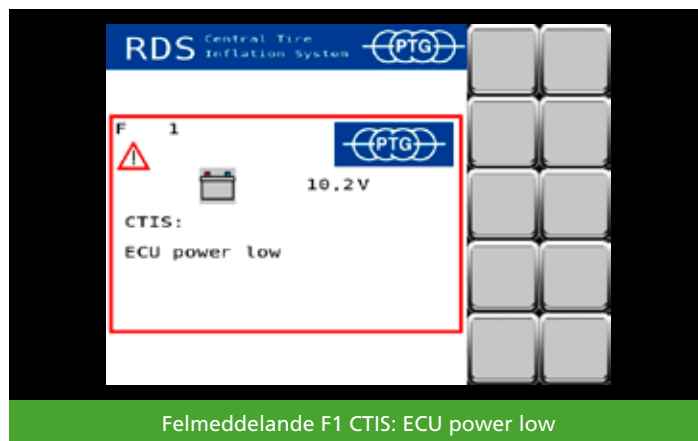 RDS Central Tire
Inflation System
PTG
F 1
PTG
10.2V
CTIS:
ECU power low
Felmeddelande F1 CTIS: ECU power low